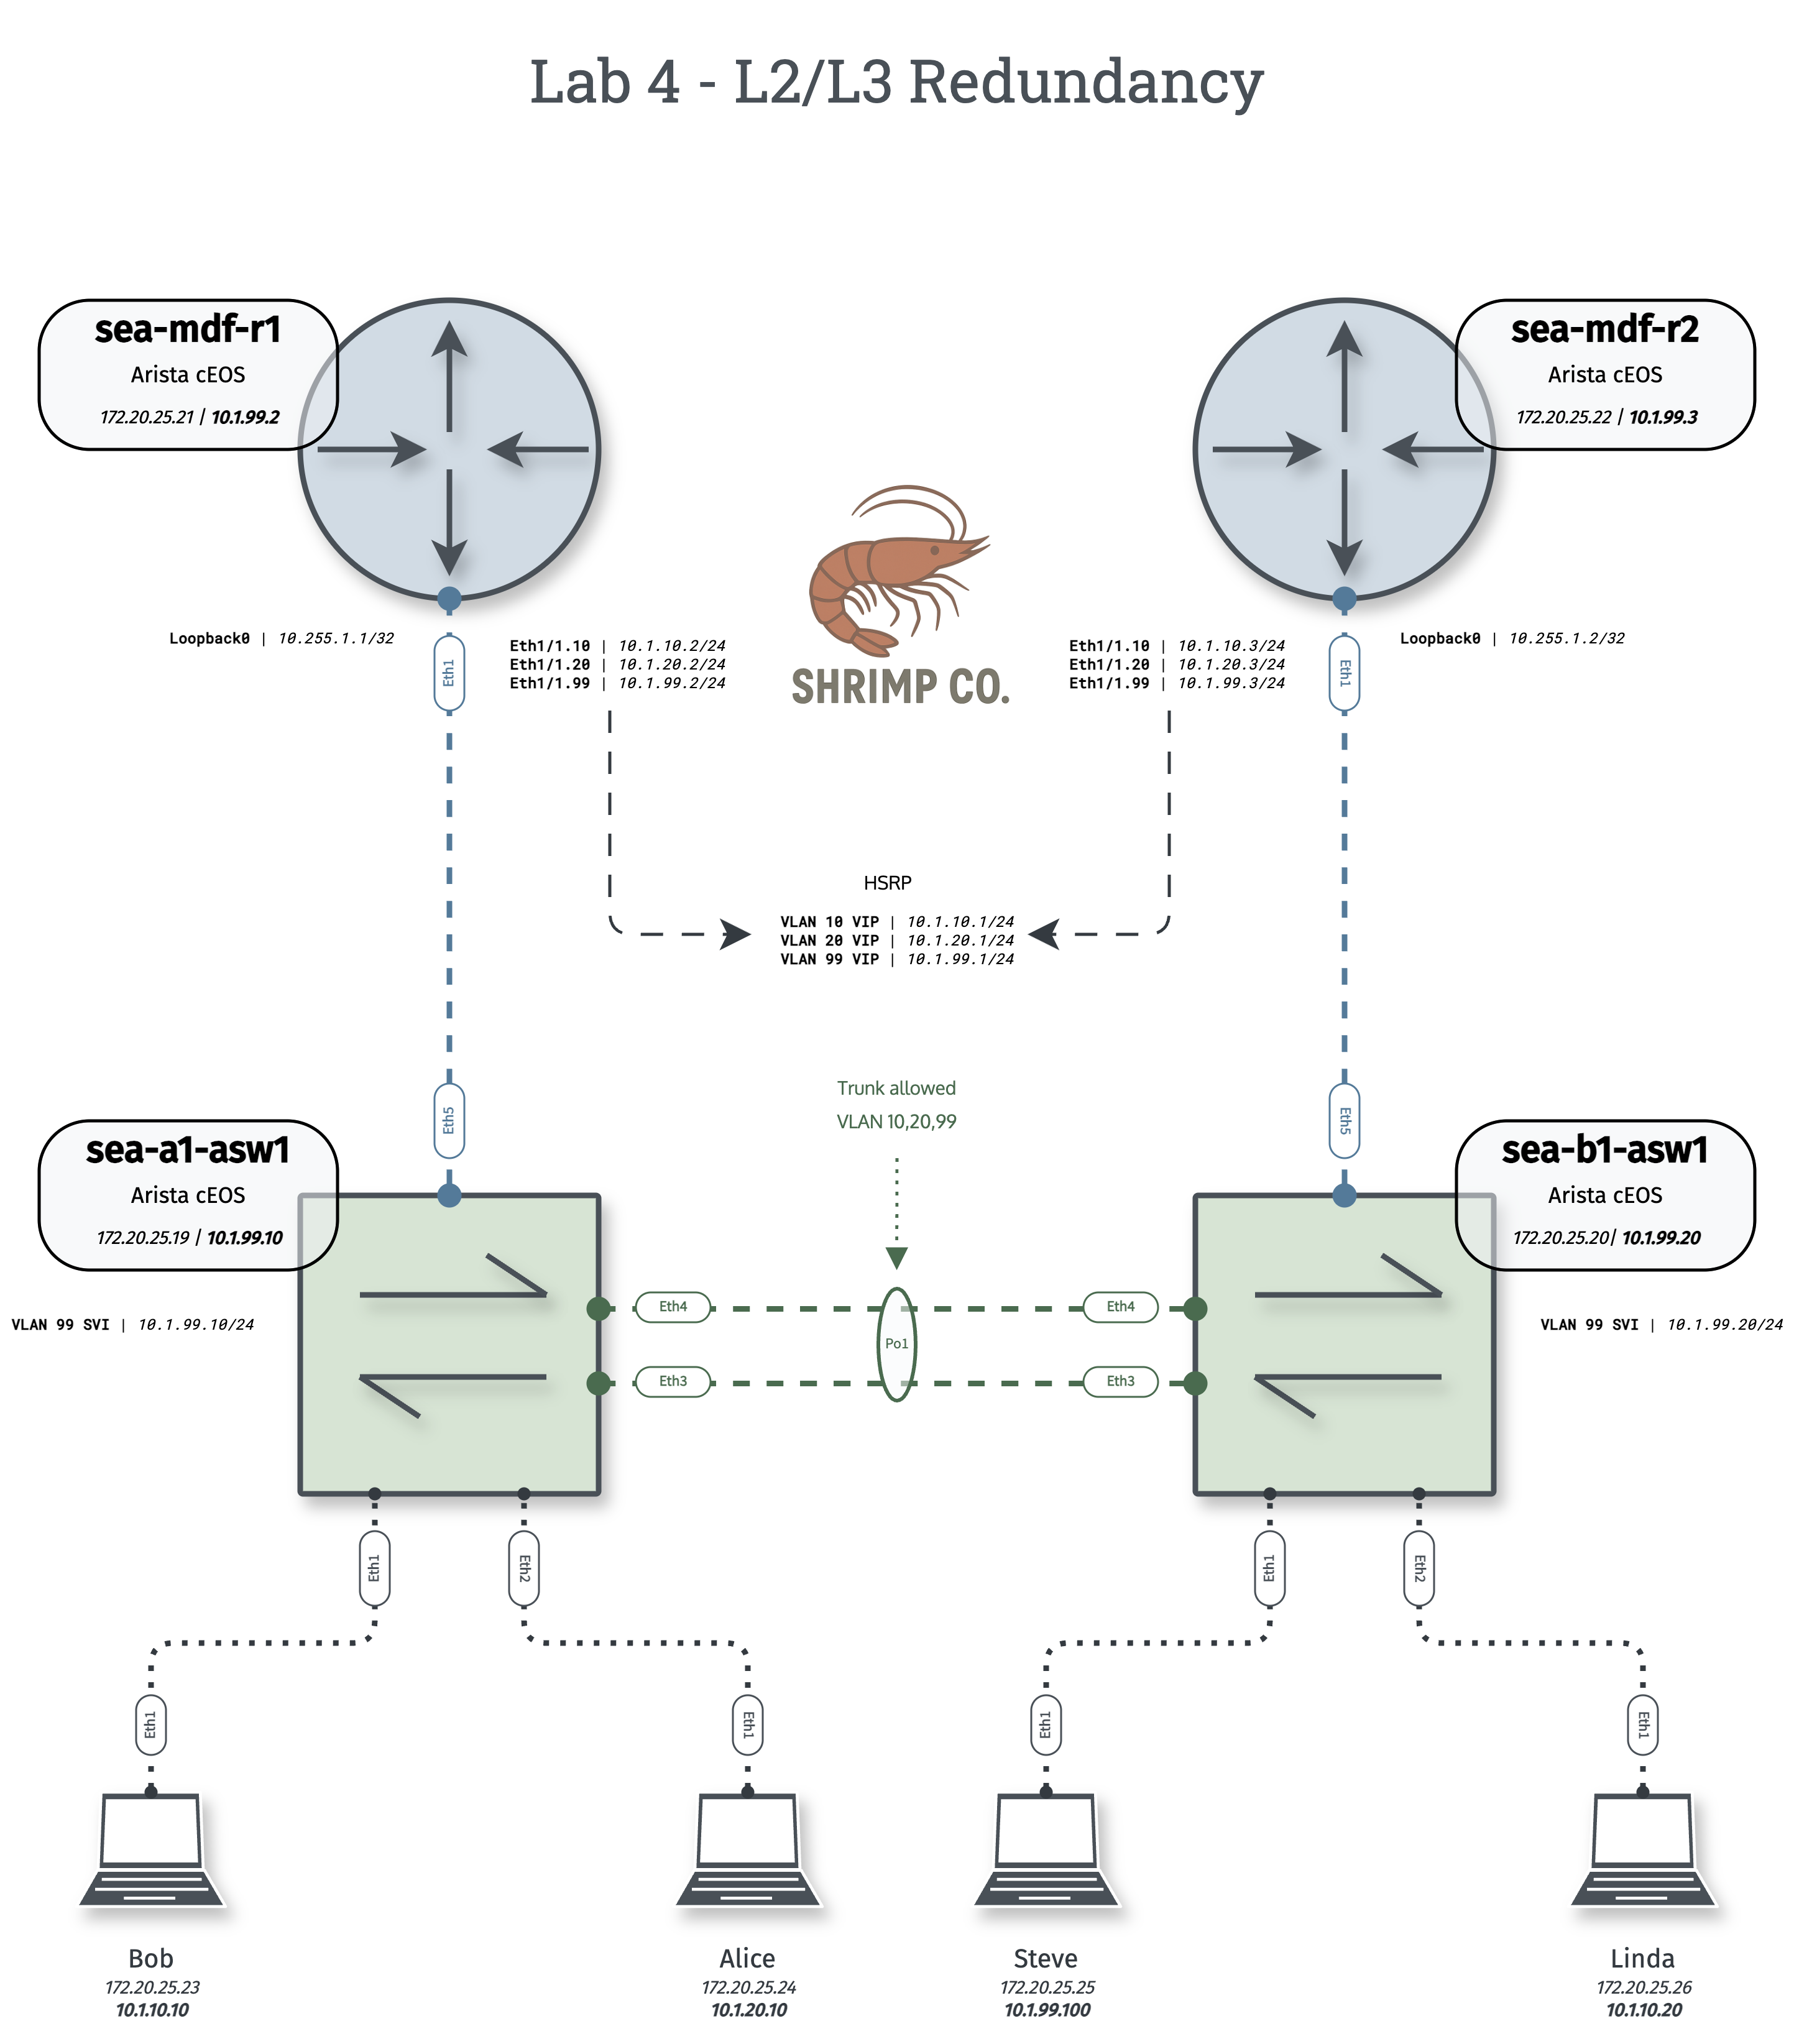 Lab 4 - L2/L3 Redundancy
sea-mdf-r1
Arista cEOS
172.20.25.21 | 10.1.99.2
sea-mdf-r2
Arista cEOS
172.20.25.22 | 10.1.99.3
Loopback0 | 10.255.1.1/32
Eth1
Eth1/1.10 | 10.1.10.2/24
Eth1/1.20 | 10.1.20.2/24
Eth1/1.99 | 10.1.99.2/24
SHRIMP CO.
Eth1/1.10 | 10.1.10.3/24
Eth1/1.20 | 10.1.20.3/24
Eth1/1.99 | 10.1.99.3/24
Eth1
Loopback0 | 10.255.1.2/32
HSRP
VLAN 10 VIP | 10.1.10.1/24
VLAN 20 VIP | 10.1.20.1/24
VLAN 99 VIP | 10.1.99.1/24
Eth5
Trunk allowed
VLAN 10,20,99
Eth5
sea-a1-asw1
Arista cEOS
172.20.25.19 | 10.1.99.10
sea-b1-asw1
Arista cEOS
172.20.25.20| 10.1.99.20
VLAN 99 SVI | 10.1.99.10/24
Eth4
Eth4
VLAN 99 SVI | 10.1.99.20/24
Po1
Eth3
Eth3
Eth1
Eth2
Eth1
Eth2
Eth1
Eth1
Eth1
Eth1
Bob
172.20.25.23
10.1.10.10
Alice
172.20.25.24
10.1.20.10
Steve
172.20.25.25
10.1.99.100
Linda
172.20.25.26
10.1.10.20